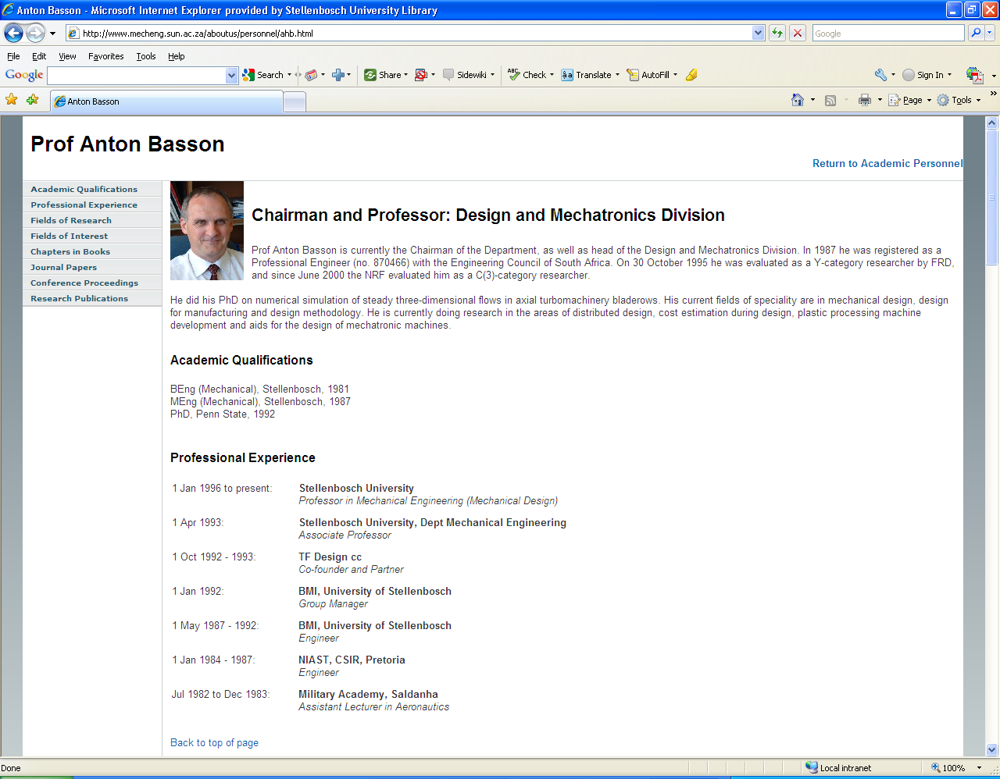 Anton Basson - Microsoft Internet Explorer provided by Stellenbosch University Library
http://www.mecheng.sun.ac.za/aboutus/personnel/ahb.html
Google
File Edit View Favorites Tools Help
Google Search Share Sidewiki ABC Check Translate AutoFill Sign In
Anton Basson
Page Tools
Prof Anton Basson
Return to Academic Personnel
Academic Qualifications
Professional Experience
Fields of Research
Fields of Interest
Chapters in Books
Journal Papers
Conference Proceedings
Research Publications
Chairman and Professor: Design and Mechatronics Division
Prof Anton Basson is currently the Chairman of the Department, as well as head of the Design and Mechatronics Division. In 1987 he was registered as a
Professional Engineer (no. 870466) with the Engineering Council of South Africa. On 30 October 1995 he was evaluated as a Y-category researcher by FRD,
and since June 2000 the NRF evaluated him as a C(3)-category researcher.
He did his PhD on numerical simulation of steady three-dimensional flows in axial turbomachinery bladerows. His current fields of speciality are in mechanical design, design
for manufacturing and design methodology. He is currently doing research in the areas of distributed design, cost estimation during design, plastic processing machine
development and aids for the design of mechatronic machines.
Academic Qualifications
BEng (Mechanical), Stellenbosch, 1981
MEng (Mechanical), Stellenbosch, 1987
PhD, Penn State, 1992
Professional Experience
1 Jan 1996 to present: Stellenbosch University
Professor in Mechanical Engineering (Mechanical Design)
1 Apr 1993: Stellenbosch University, Dept Mechanical Engineering
Associate Professor
1 Oct 1992 - 1993: TF Design cc
Co-founder and Partner
1 Jan 1992: BMI, University of Stellenbosch
Group Manager
1 May 1987 - 1992: BMI, University of Stellenbosch
Engineer
1 Jan 1984 - 1987: NIAST, CSIR, Pretoria
Engineer
Jul 1982 to Dec 1983: Military Academy, Saldanha
Assistant Lecturer in Aeronautics
Back to top of page
Done Local intranet 100%